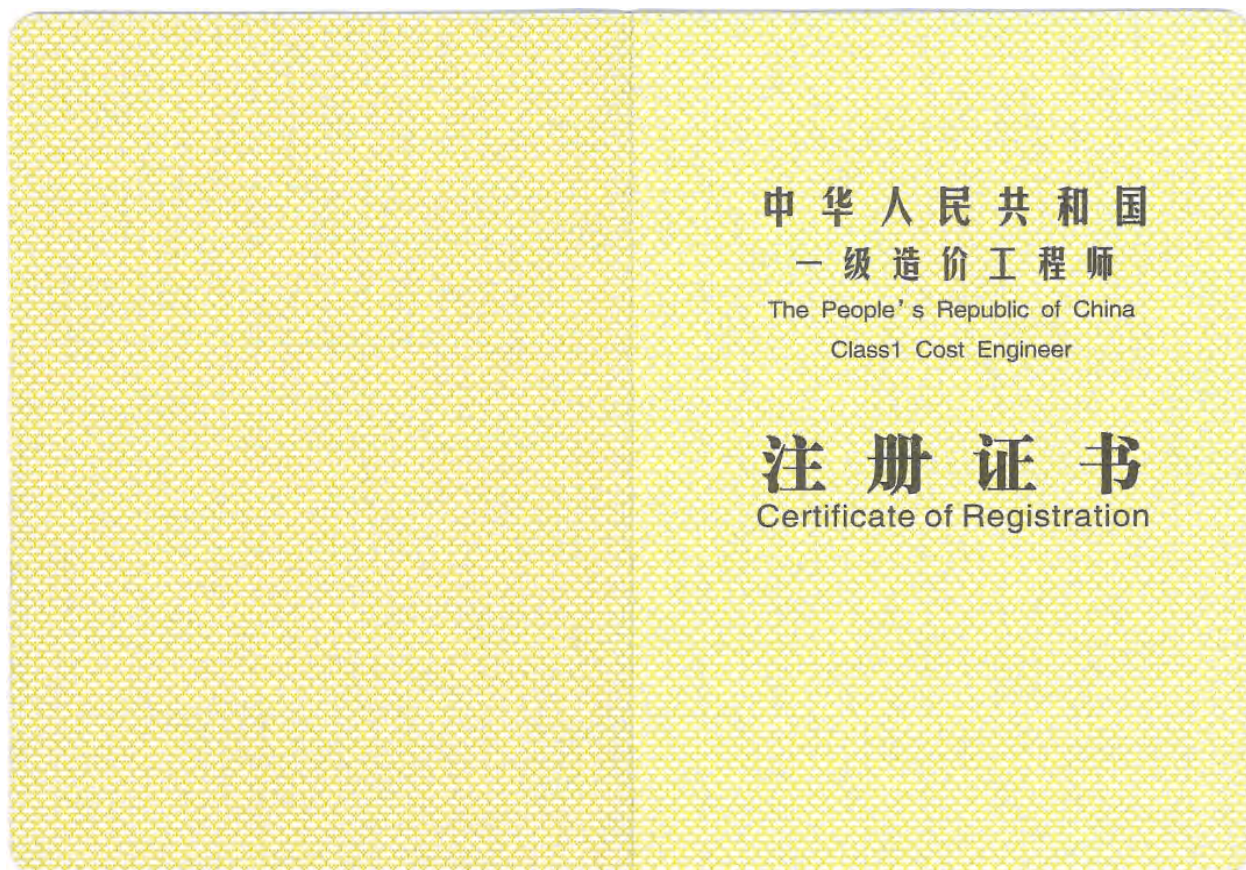 中华人民共和国
一级造价工程师
The People's Republic of China
Class1 Cost Engineer
注册证书
Certificate of Registration